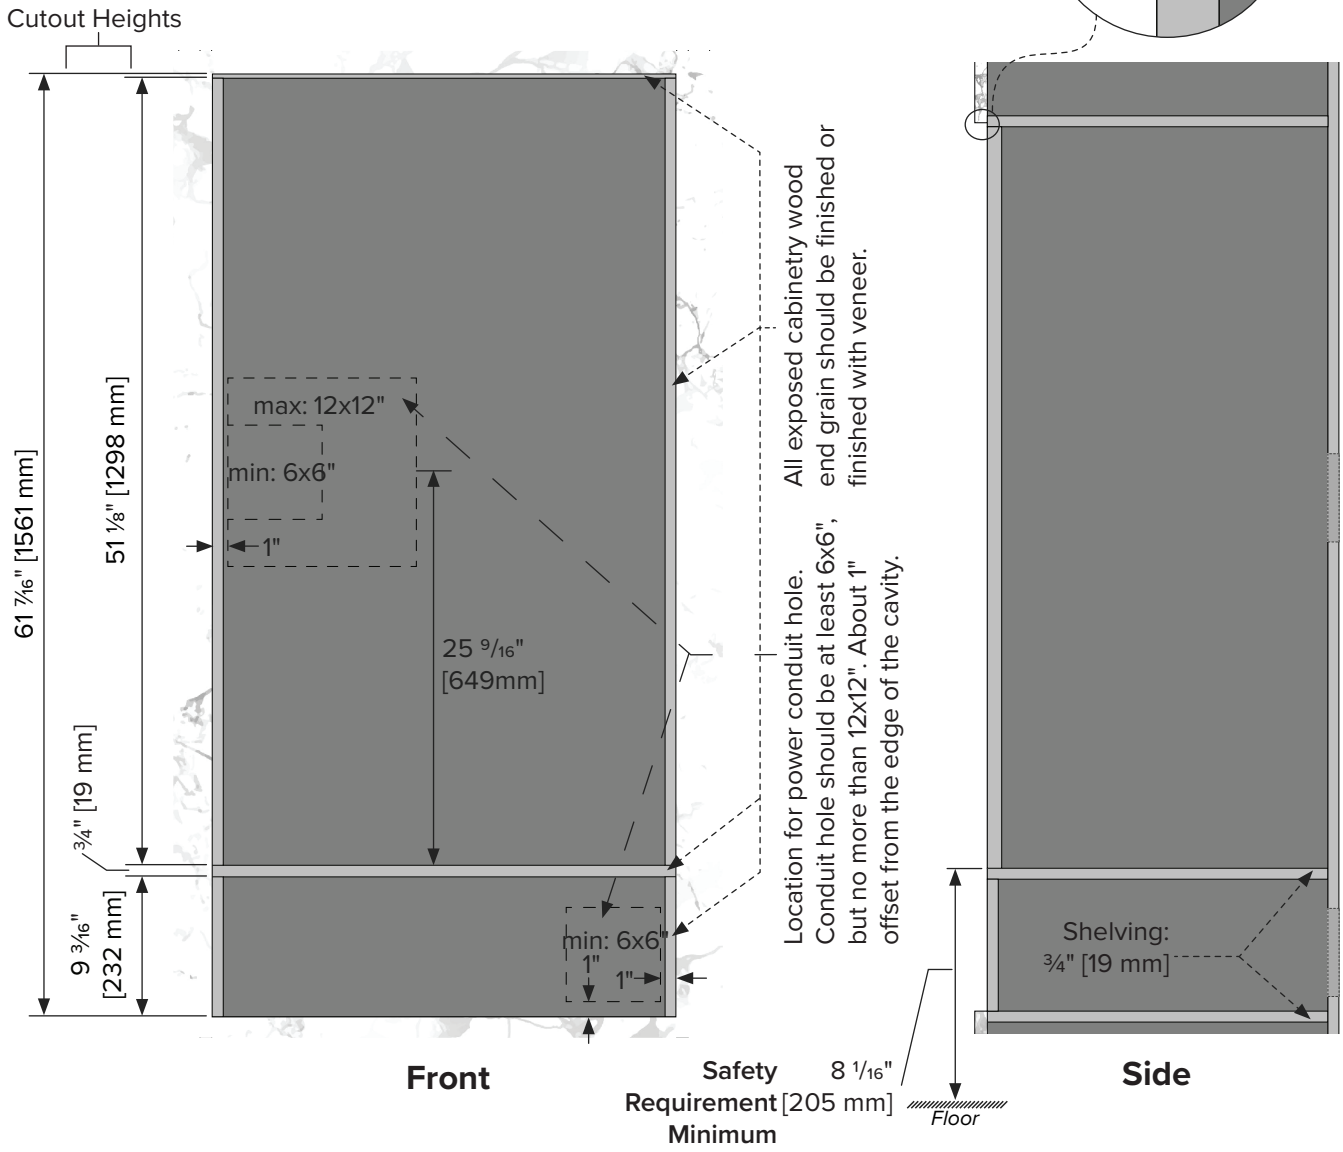 Cutout Heights
61 7⁄16" [1561 mm]
51 1⁄8" [1298 mm]
3⁄4" [19 mm]
9 3⁄16"
[232 mm]
max: 12x12"
min: 6x6"
1"
25 9/16"
[649mm]
min: 6x6"
1"
1"
All exposed cabinetry wood
end grain should be finished or
finished with veneer.
Location for power conduit hole.
Conduit hole should be at least 6x6",
but no more than 12x12". About 1"
offset from the edge of the cavity.
Shelving:
3⁄4" [19 mm]
Front
Safety
Requirement
Minimum
8 1/16"
[205 mm]
Floor
Side